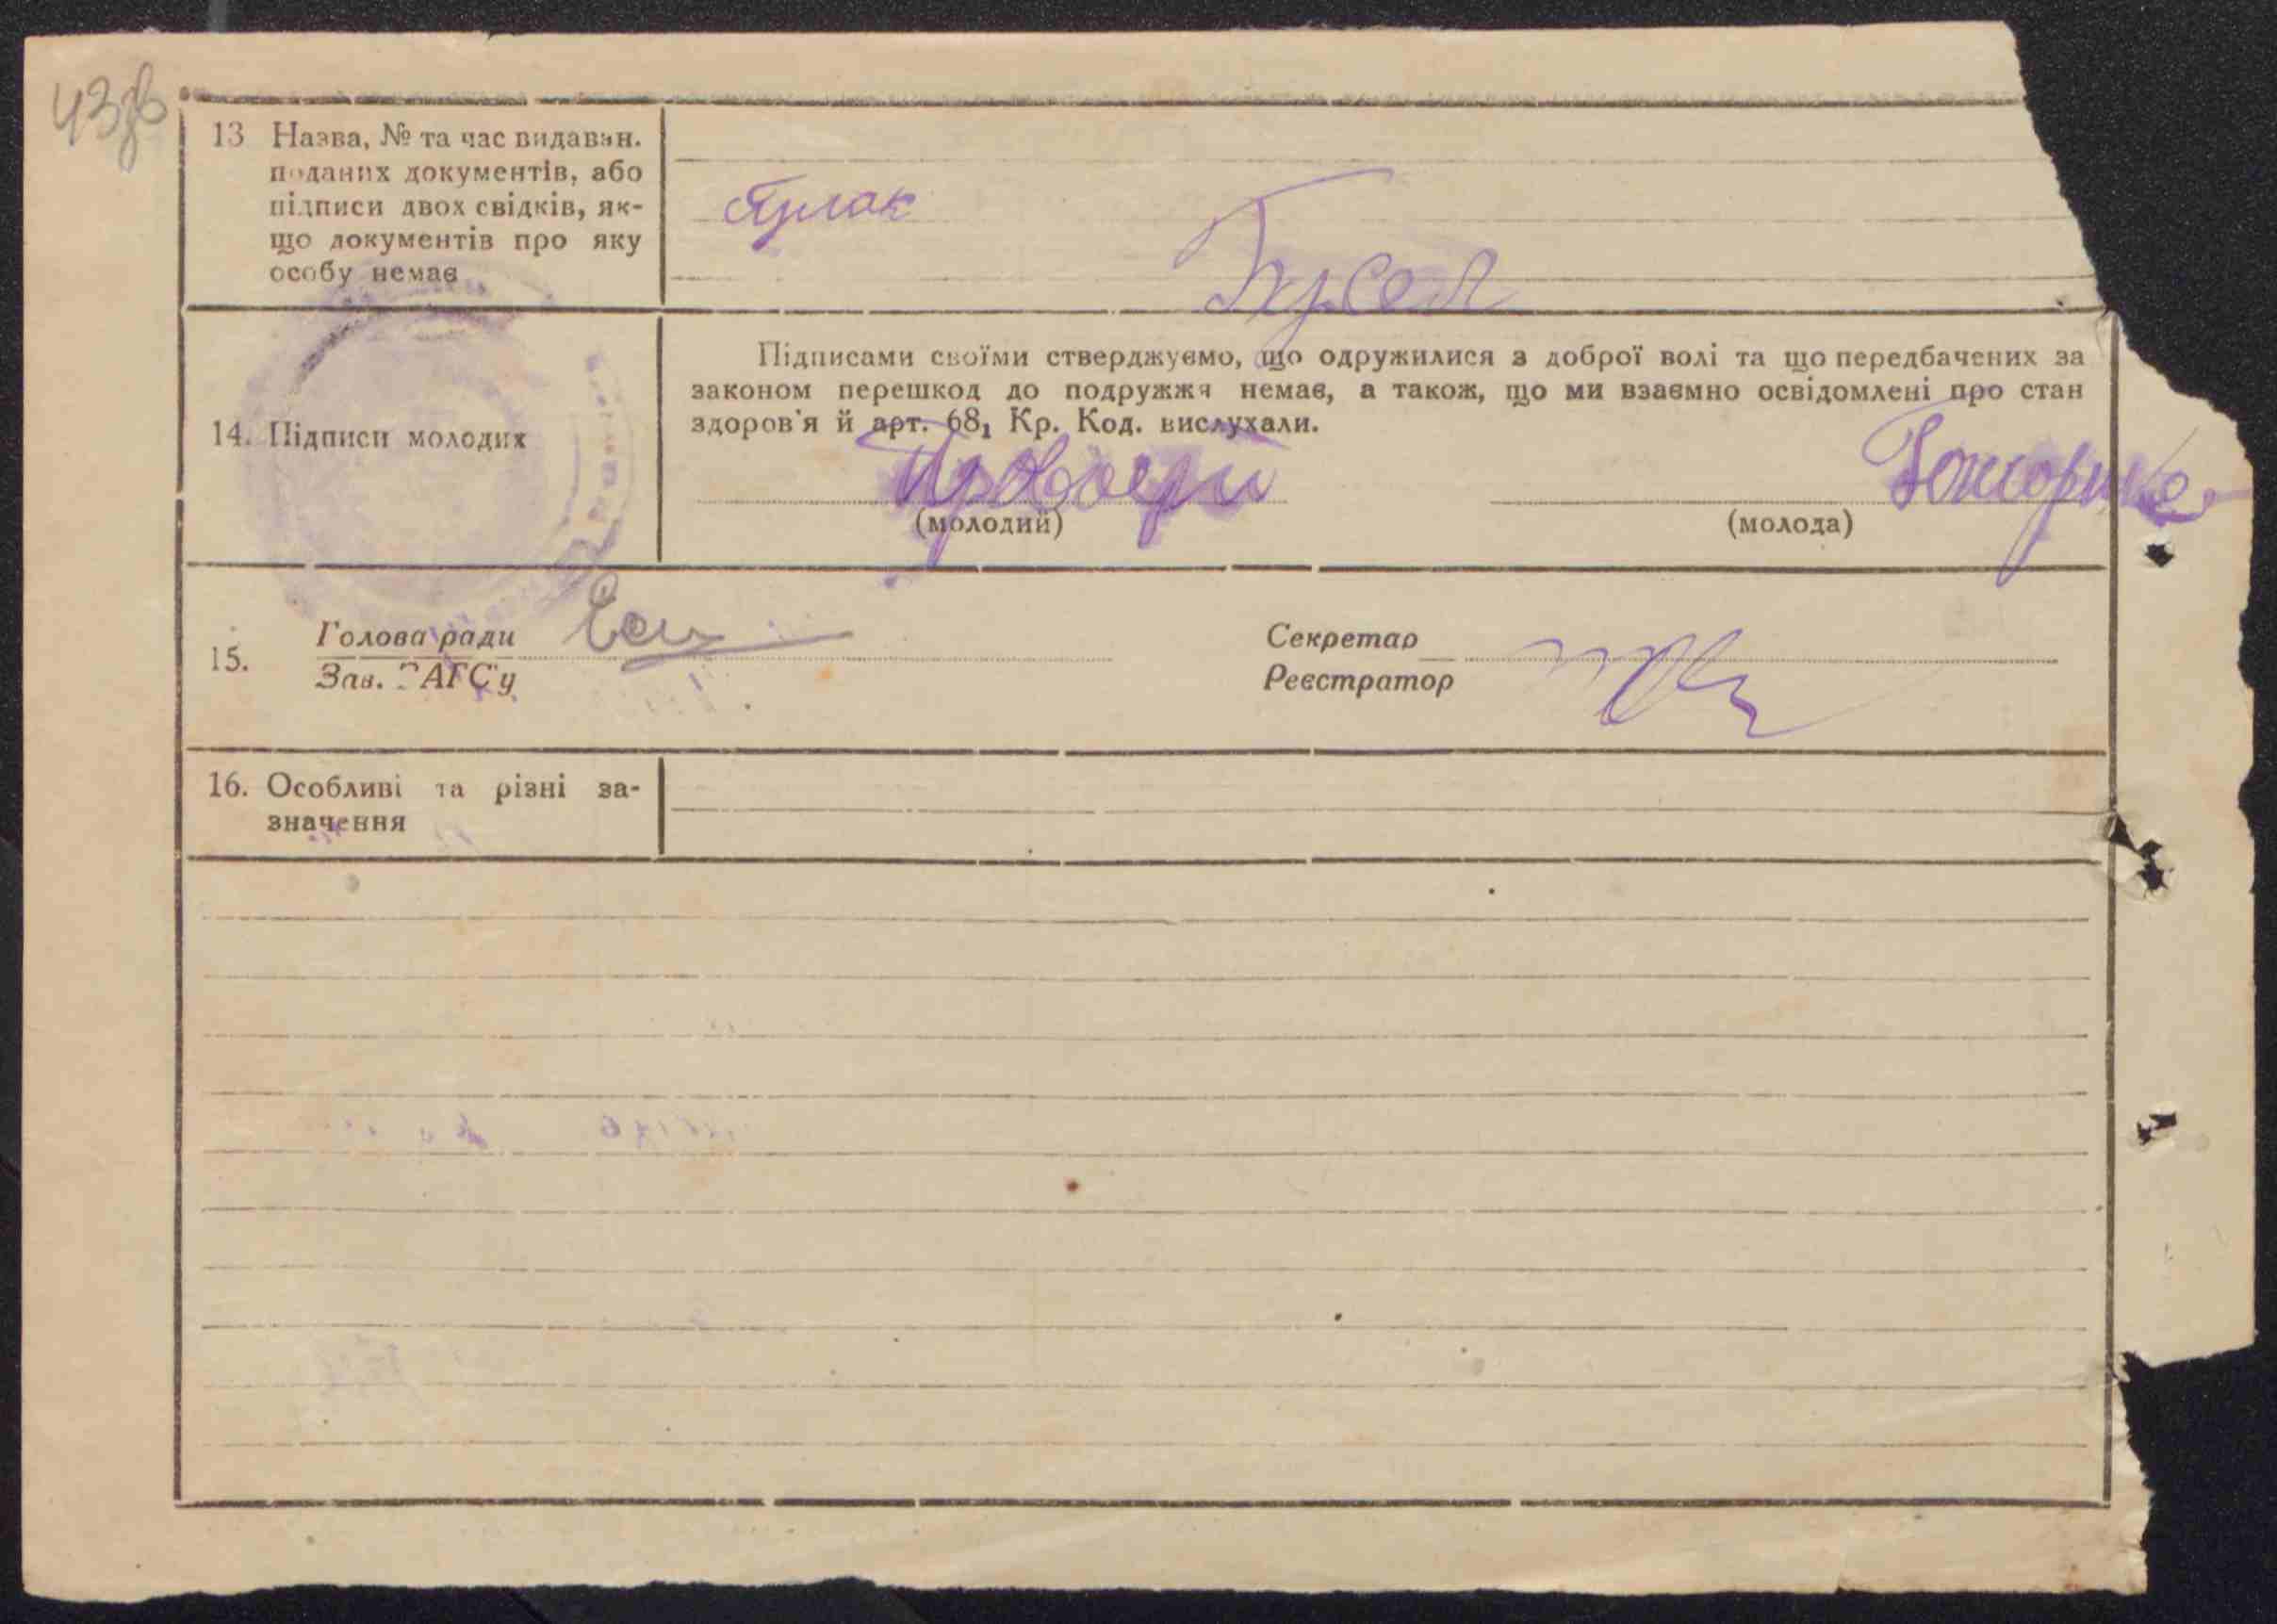 43зв
13 Назва, № та час видаван.
поданих документів, або
підписи двох свідків, як-
що документів про яку
особу немає
Підписами своїми стверджуємо, що одружилися з доброї волі та що передбачених за
законом перешкод до подружжя немає, а також, що ми взаємно освідомлені про стан
здоров'я й арт. 68₁ Кр. Код. вислухали.
14. Підписи молодих
(молодий) (молода)
15. Голова ради
Зав. ЗАГС'у
Секретар
Реєстратор
16. Особливі та різні за-
значення